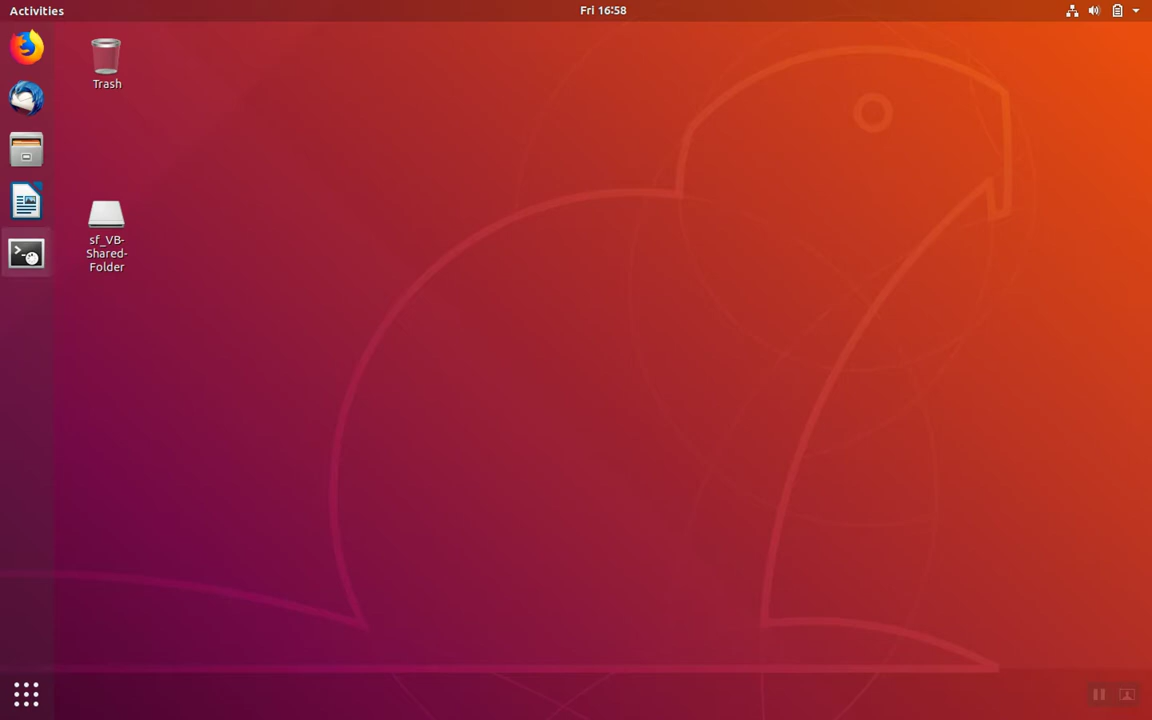 Activities
Fri 16:58
Trash
sf_VB-
Shared-
Folder